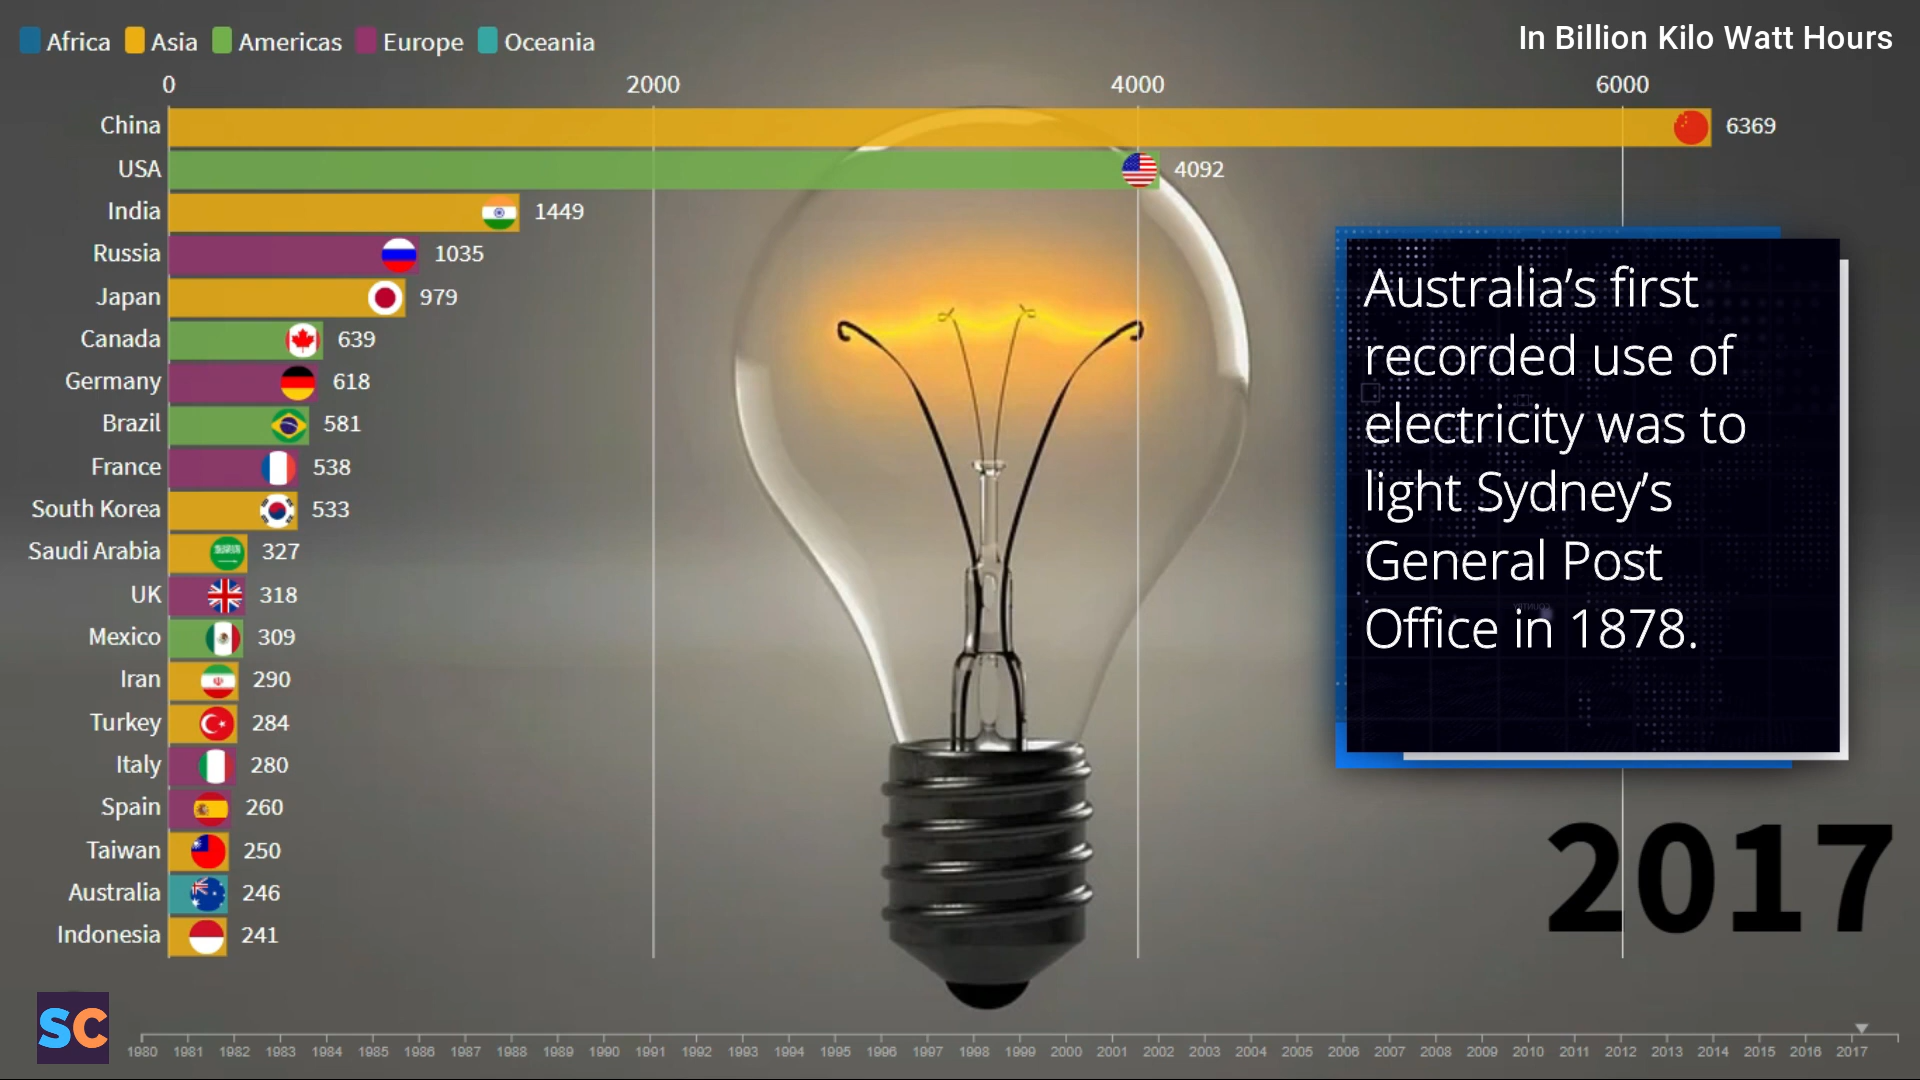 Africa Asia Americas Europe Oceania
In Billion Kilo Watt Hours
0 2000 4000 6000
China 6369
USA 4092
India 1449
Russia 1035
Japan 979
Canada 639
Germany 618
Brazil 581
France 538
South Korea 533
Saudi Arabia 327
UK 318
Mexico 309
Iran 290
Turkey 284
Italy 280
Spain 260
Taiwan 250
Australia 246
Indonesia 241
Australia’s first
recorded use of
electricity was to
light Sydney’s
General Post
Office in 1878.
2017
SC
1980 1981 1982 1983 1984 1985 1986 1987 1988 1989 1990 1991 1992 1993 1994 1995 1996 1997 1998 1999 2000 2001 2002 2003 2004 2005 2006 2007 2008 2009 2010 2011 2012 2013 2014 2015 2016 2017